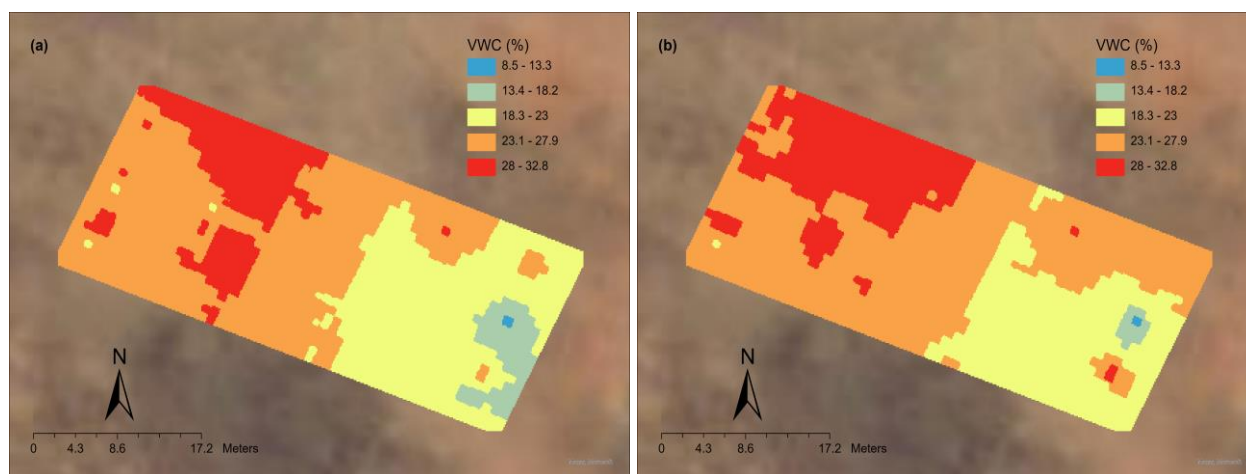 (a)
VWC (%)
8.5 - 13.3
13.4 - 18.2
18.3 - 23
23.1 - 27.9
28 - 32.8
N
0 4.3 8.6 17.2 Meters
(b)
VWC (%)
8.5 - 13.3
13.4 - 18.2
18.3 - 23
23.1 - 27.9
28 - 32.8
N
0 4.3 8.6 17.2 Meters